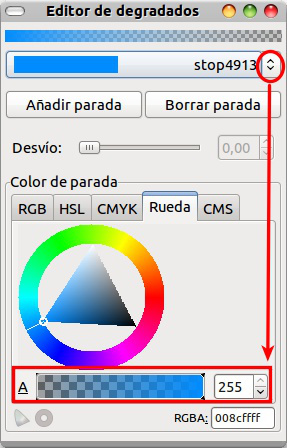 Editor de degradados
stop4913
Añadir parada Borrar parada
Desvío: 0,00
Color de parada
RGB HSL CMYK Rueda CMS
A 255
RGBA: 008cffff